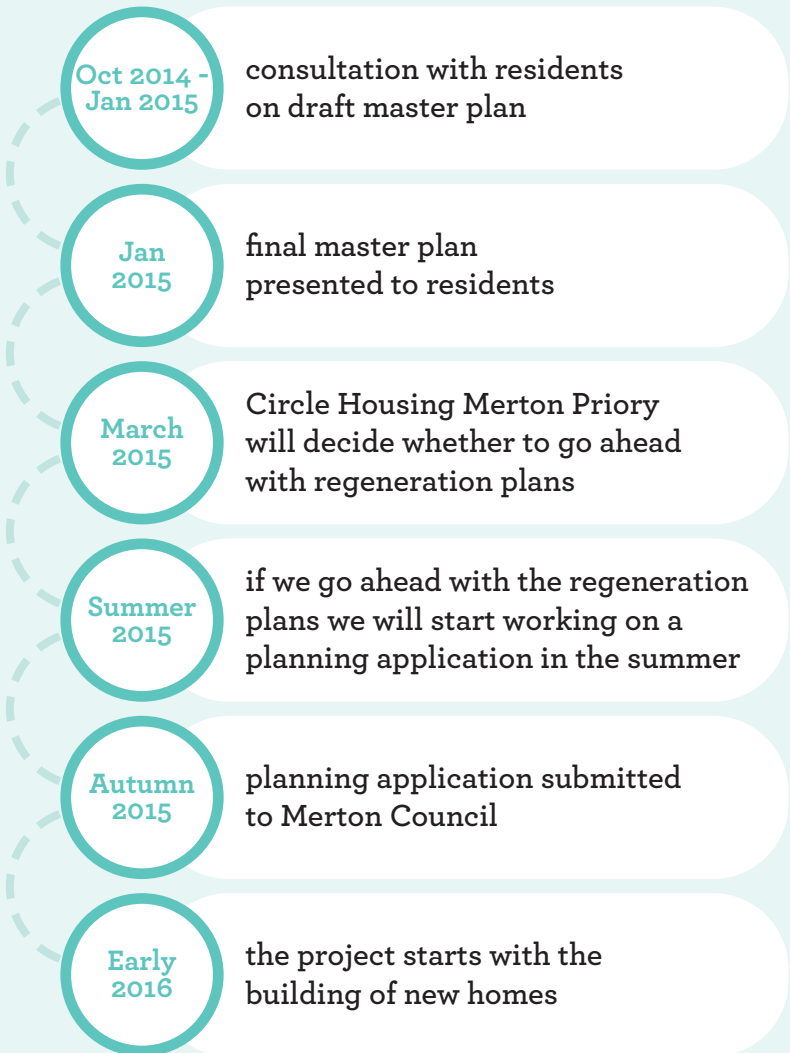 Oct 2014 -
Jan 2015
consultation with residents
on draft master plan
Jan
2015
final master plan
presented to residents
March
2015
Circle Housing Merton Priory
will decide whether to go ahead
with regeneration plans
Summer
2015
if we go ahead with the regeneration
plans we will start working on a
planning application in the summer
Autumn
2015
planning application submitted
to Merton Council
Early
2016
the project starts with the
building of new homes